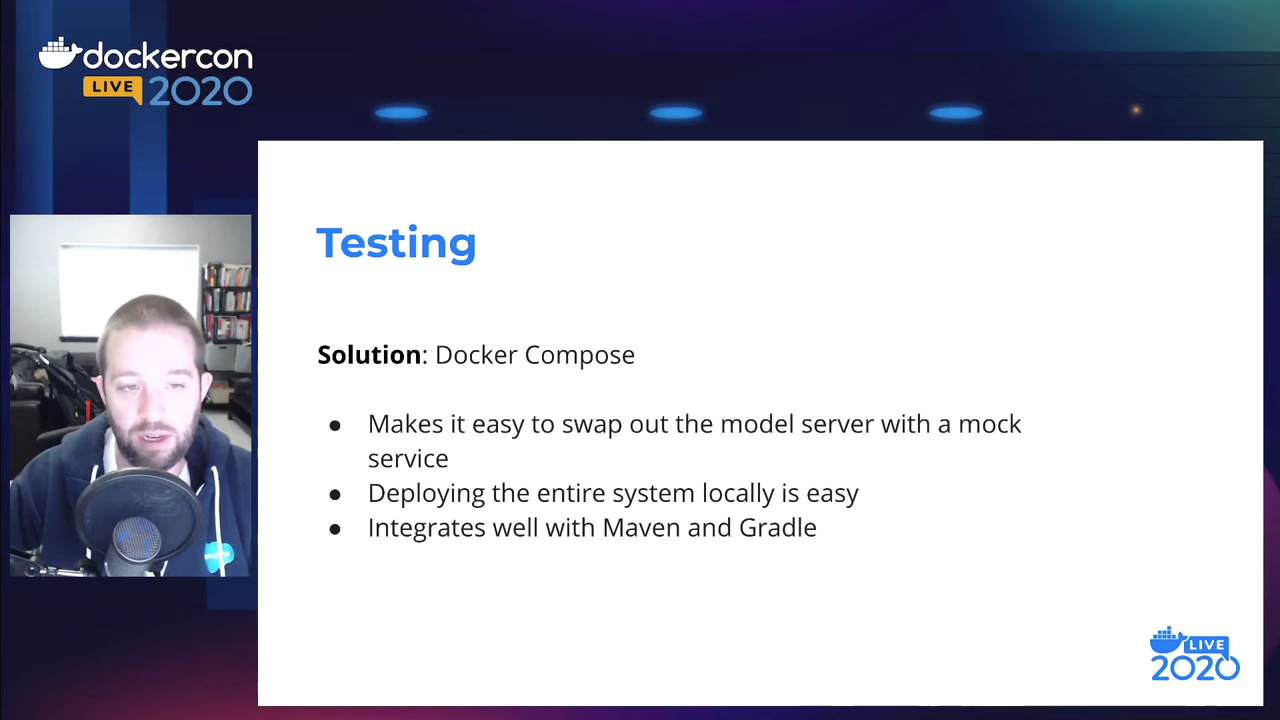 dockercon
LIVE 2020
Testing
Solution: Docker Compose
● Makes it easy to swap out the model server with a mock
service
● Deploying the entire system locally is easy
● Integrates well with Maven and Gradle
LIVE
2020